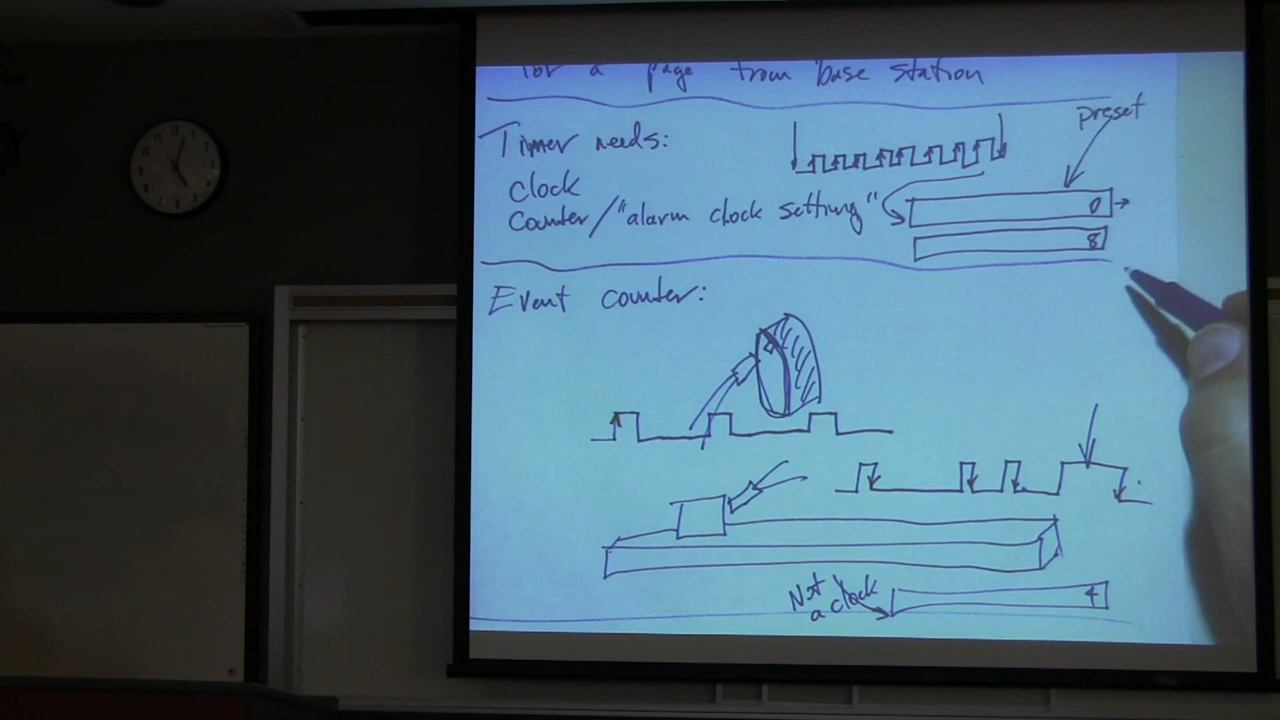 for a page from base station
Timer needs:
preset
clock
counter/"alarm clock setting"
0
8
Event counter:
Not
a clock
4